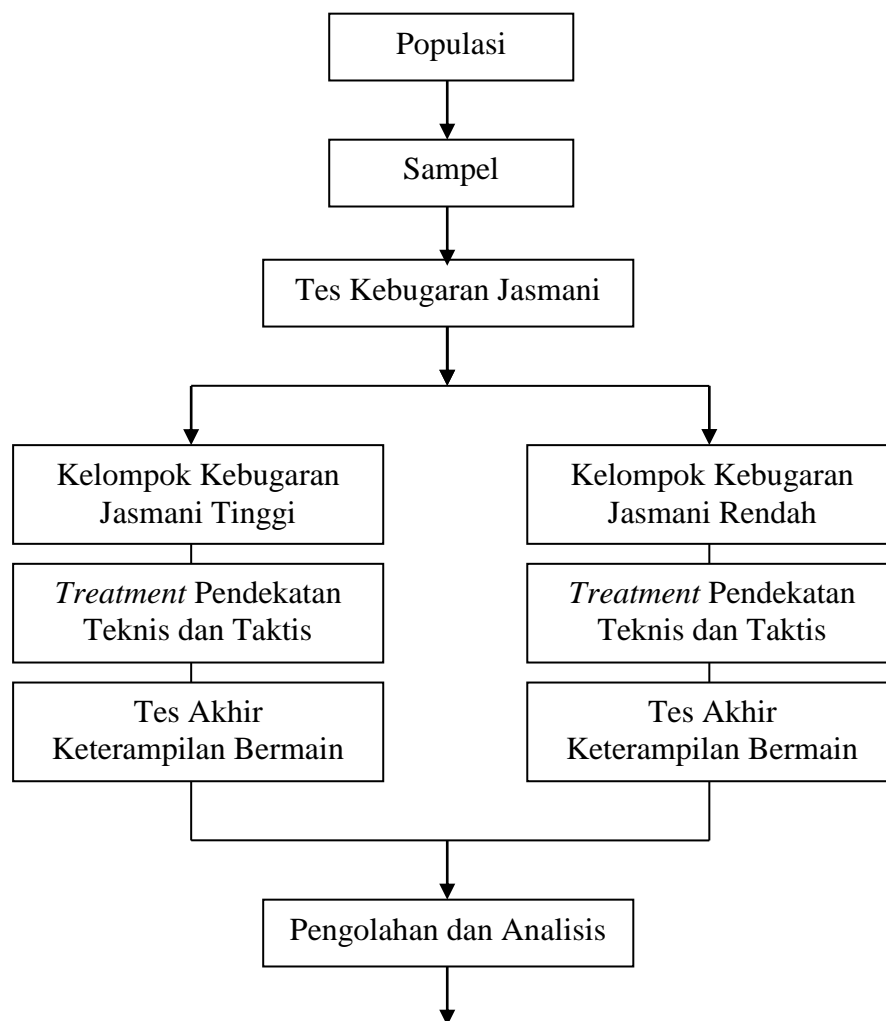 Populasi
Sampel
Tes Kebugaran Jasmani
Kelompok Kebugaran
Jasmani Tinggi
Treatment Pendekatan
Teknis dan Taktis
Tes Akhir
Keterampilan Bermain
Kelompok Kebugaran
Jasmani Rendah
Treatment Pendekatan
Teknis dan Taktis
Tes Akhir
Keterampilan Bermain
Pengolahan dan Analisis